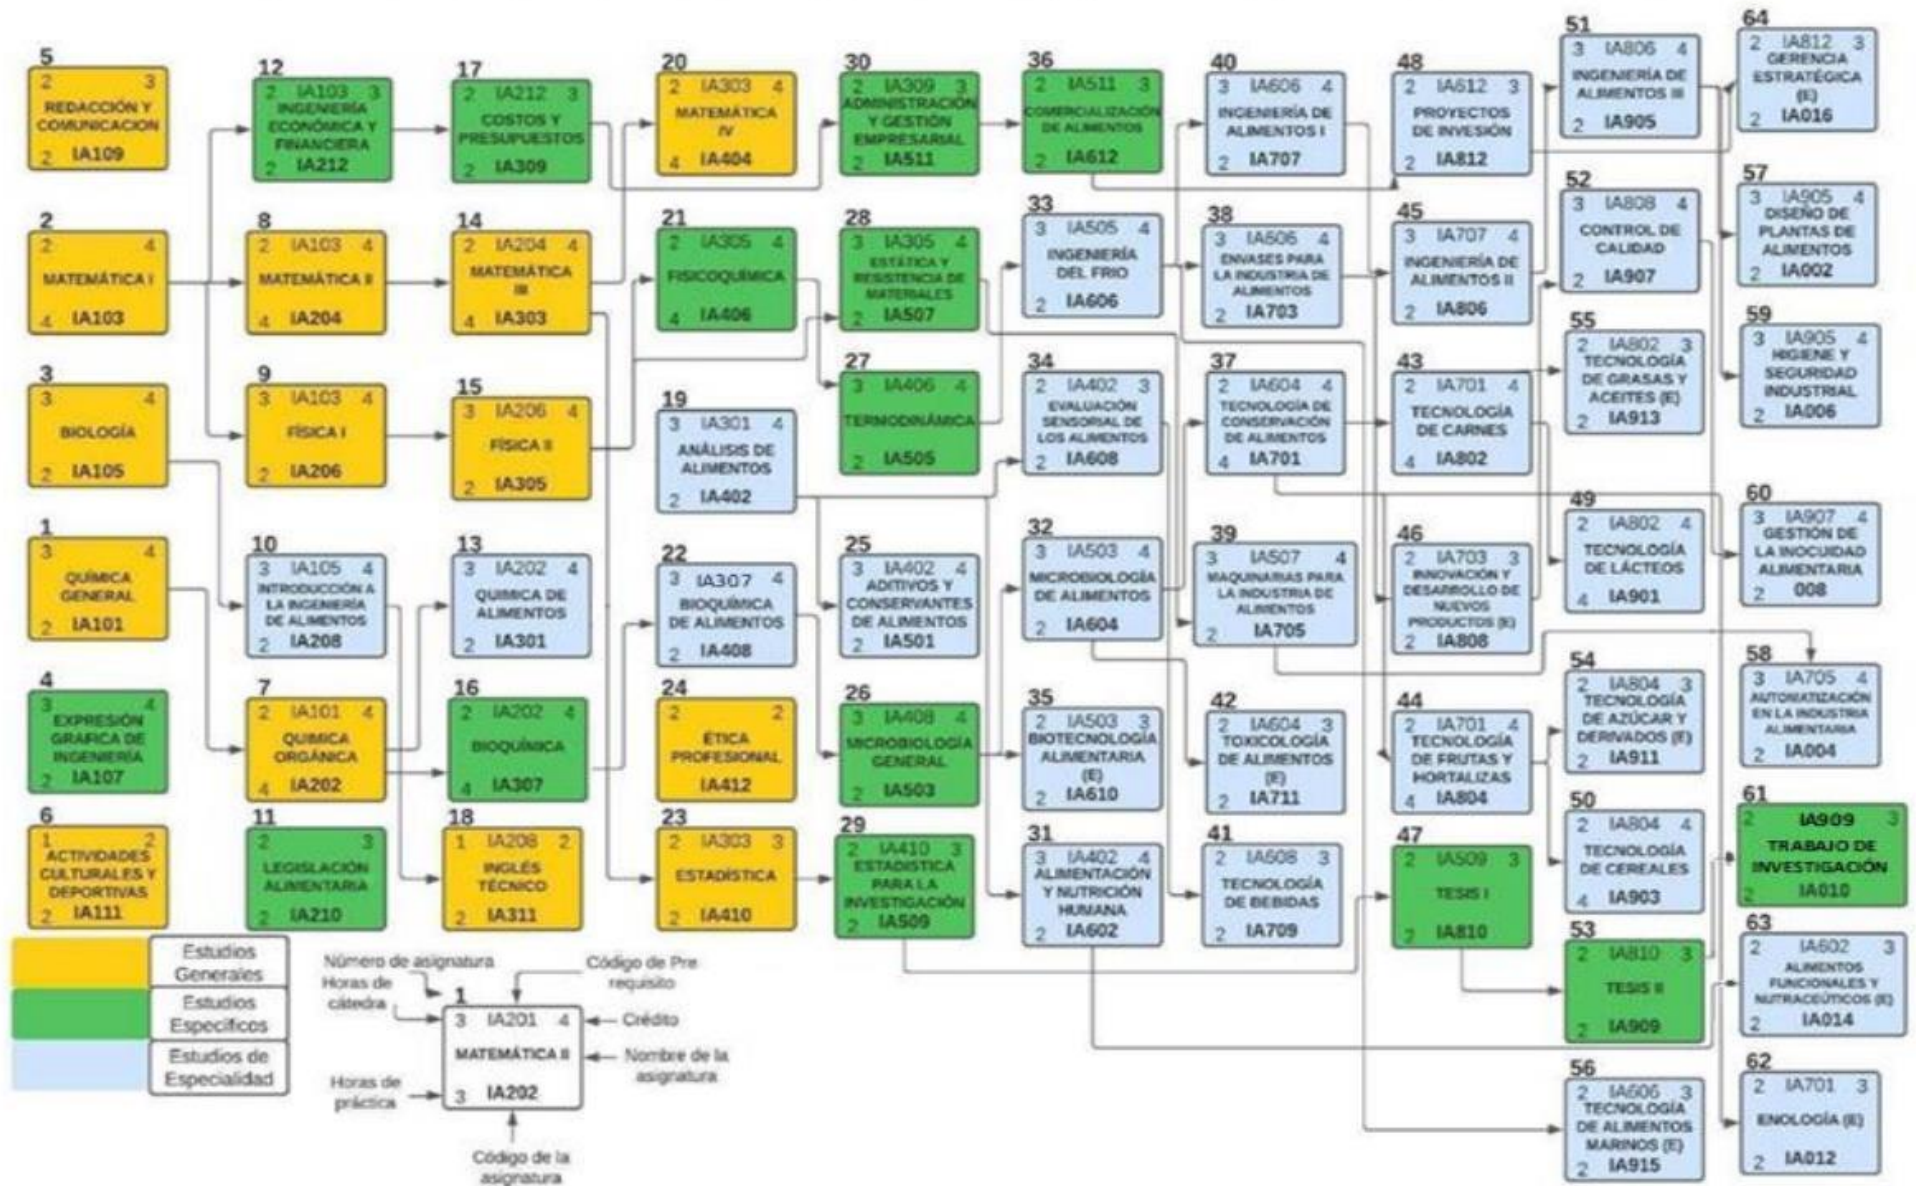 5
2 3
REDACCIÓN Y
COMUNICACION
2 IA109
2
2 4
MATEMÁTICA I
4 IA103
3
3 4
BIOLOGÍA
2 IA105
1
3 4
QUÍMICA
GENERAL
2 IA101
4
3 4
EXPRESIÓN
GRAFICA DE
INGENIERÍA
2 IA107
6
1 2
ACTIVIDADES
CULTURALES Y
DEPORTIVAS
2 IA111
12
2 IA103 3
INGENIERÍA
ECONÓMICA Y
FINANCIERA
2 IA212
8
2 IA103 4
MATEMÁTICA II
4 IA204
9
3 IA103 4
FÍSICA I
2 IA206
10
3 IA105 4
INTRODUCCIÓN A
LA INGENIERÍA
DE ALIMENTOS
2 IA208
7
2 IA101 4
QUIMICA
ORGÁNICA
4 IA202
11
2 3
LEGISLACIÓN
ALIMENTARIA
2 IA210
17
2 IA212 3
COSTOS Y
PRESUPUESTOS
2 IA309
14
2 IA204 4
MATEMÁTICA
III
4 IA303
15
3 IA206 4
FÍSICA II
2 IA305
13
3 IA202 4
QUIMICA DE
ALIMENTOS
2 IA301
16
2 IA202 4
BIOQUÍMICA
4 IA307
18
1 IA208 2
INGLÉS
TÉCNICO
2 IA311
20
2 IA303 4
MATEMÁTICA
IV
4 IA404
21
2 IA305 4
FISICOQUÍMICA
4 IA406
19
3 IA301 4
ANÁLISIS DE
ALIMENTOS
2 IA402
22
3 IA307 4
BIOQUÍMICA
DE ALIMENTOS
2 IA408
24
2 2
ÉTICA
PROFESIONAL
IA412
23
2 IA303 3
ESTADÍSTICA
2 IA410
30
2 IA309 3
ADMINISTRACIÓN
Y GESTIÓN
EMPRESARIAL
2 IA511
28
3 IA305 4
ESTÁTICA Y
RESISTENCIA DE
MATERIALES
2 IA507
27
3 IA406 4
TERMODINÁMICA
2 IA505
25
3 IA402 4
ADITIVOS Y
CONSERVANTES
DE ALIMENTOS
2 IA501
26
3 IA408 4
MICROBIOLOGÍA
GENERAL
2 IA503
29
2 IA410 3
ESTADISTICA
PARA LA
INVESTIGACIÓN
2 IA509
36
2 IA511 3
COMERCIALIZACIÓN
DE ALIMENTOS
2 IA612
33
3 IA505 4
INGENIERÍA
DEL FRIO
2 IA606
34
2 IA402 3
EVALUACIÓN
SENSORIAL DE
LOS ALIMENTOS
2 IA608
32
3 IA503 4
MICROBIOLOGÍA
DE ALIMENTOS
2 IA604
35
2 IA503 3
BIOTECNOLOGÍA
ALIMENTARIA
(E)
2 IA610
31
3 IA402 4
ALIMENTACIÓN
Y NUTRICIÓN
HUMANA
2 IA602
40
3 IA606 4
INGENIERÍA DE
ALIMENTOS I
2 IA707
38
3 IA606 4
ENVASES PARA
LA INDUSTRIA DE
ALIMENTOS
2 IA703
37
2 IA604 4
TECNOLOGÍA DE
CONSERVACIÓN
DE ALIMENTOS
4 IA701
39
3 IA507 4
MAQUINARIAS PARA
LA INDUSTRIA DE
ALIMENTOS
2 IA705
42
2 IA604 3
TOXICOLOGÍA
DE ALIMENTOS
(E)
2 IA711
41
2 IA608 3
TECNOLOGÍA
DE BEBIDAS
2 IA709
48
2 IA612 3
PROYECTOS
DE INVESIÓN
2 IA812
45
3 IA707 4
INGENIERÍA DE
ALIMENTOS II
2 IA806
43
2 IA701 4
TECNOLOGÍA
DE CARNES
4 IA802
46
2 IA703 3
INNOVACIÓN Y
DESARROLLO DE
NUEVOS
PRODUCTOS (E)
2 IA808
44
2 IA701 4
TECNOLOGÍA
DE FRUTAS Y
HORTALIZAS
4 IA804
47
2 IA509 3
TESIS I
2 IA810
51
3 IA806 4
INGENIERÍA DE
ALIMENTOS III
2 IA905
52
3 IA808 4
CONTROL DE
CALIDAD
2 IA907
55
2 IA802 3
TECNOLOGÍA
DE GRASAS Y
ACEITES (E)
2 IA913
49
2 IA802 4
TECNOLOGÍA
DE LÁCTEOS
4 IA901
54
2 IA804 3
TECNOLOGÍA
DE AZÚCAR Y
DERIVADOS (E)
2 IA911
50
2 IA804 4
TECNOLOGÍA
DE CEREALES
4 IA903
53
2 IA810 3
TESIS II
2 IA909
56
2 IA606 3
TECNOLOGÍA
DE ALIMENTOS
MARINOS (E)
2 IA915
64
2 IA812 3
GERENCIA
ESTRATÉGICA
(E)
2 IA016
57
3 IA905 4
DISEÑO DE
PLANTAS DE
ALIMENTOS
2 IA002
59
3 IA905 4
HIGIENE Y
SEGURIDAD
INDUSTRIAL
2 IA006
60
3 IA907 4
GESTIÓN DE
LA INOCUIDAD
ALIMENTARIA
2 008
58
3 IA705 4
AUTOMATIZACIÓN
EN LA INDUSTRIA
ALIMENTARIA
2 IA004
61
2 IA909 3
TRABAJO DE
INVESTIGACIÓN
2 IA010
63
2 IA602 3
ALIMENTOS
FUNCIONALES Y
NUTRACEÚTICOS (E)
2 IA014
62
2 IA701 3
ENOLOGÍA (E)
2 IA012
Estudios
Generales
Estudios
Específicos
Estudios de
Especialidad
Número de asignatura
Horas de
cátedra
Código de Pre
requisito
1
3 IA201 4
Crédito
MATEMÁTICA II
Nombre de la
asignatura
Horas de
práctica
3 IA202
Código de la
asignatura